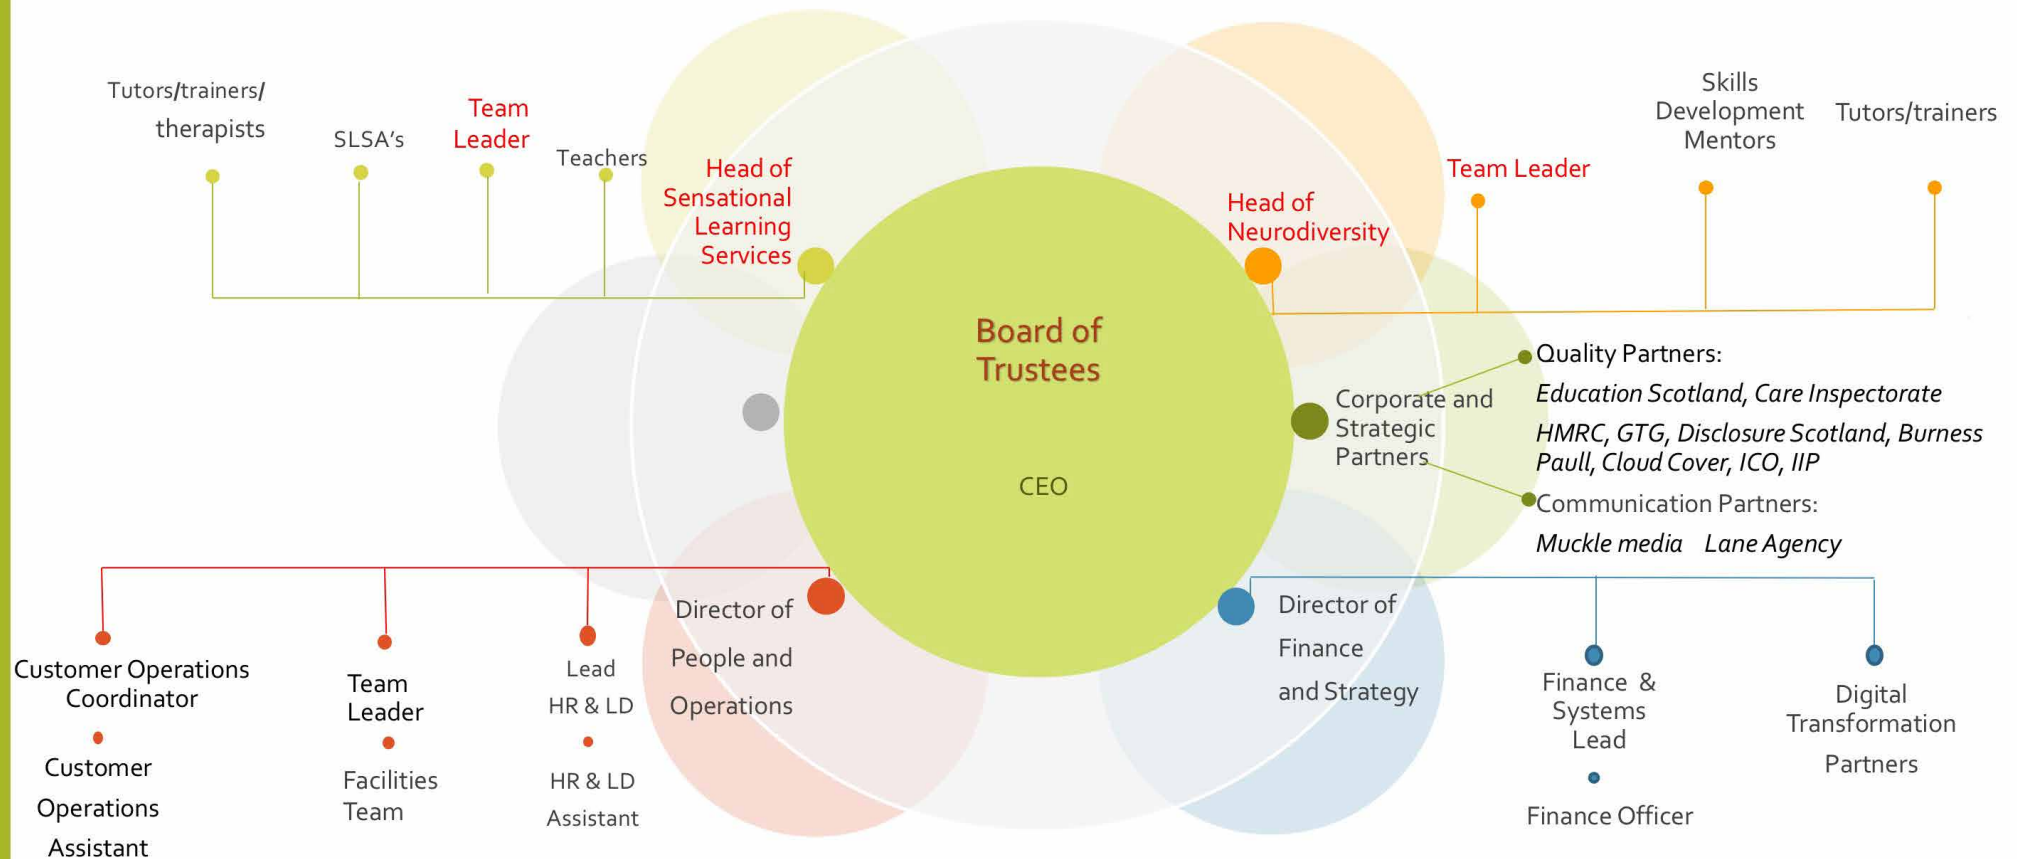 Tutors/trainers/
therapists
SLSA's
Team
Leader
Teachers
Head of
Sensational
Learning
Services
Head of
Neurodiversity
Team Leader
Skills
Development
Mentors
Tutors/trainers
Board of
Trustees
CEO
Corporate and
Strategic
Partners
Quality Partners:
Education Scotland, Care Inspectorate
HMRC, GTG, Disclosure Scotland, Burness
Paull, Cloud Cover, ICO, IIP
Communication Partners:
Muckle media Lane Agency
Customer Operations
Coordinator
Customer
Operations
Assistant
Team
Leader
Facilities
Team
Lead
HR & LD
HR & LD
Assistant
Director of
People and
Operations
Director of
Finance
and Strategy
Finance &
Systems
Lead
Finance Officer
Digital
Transformation
Partners